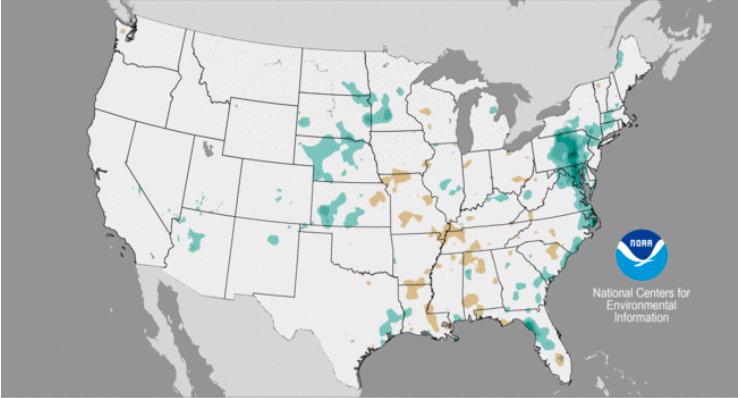 NOAA
National Centers for
Environmental
Information